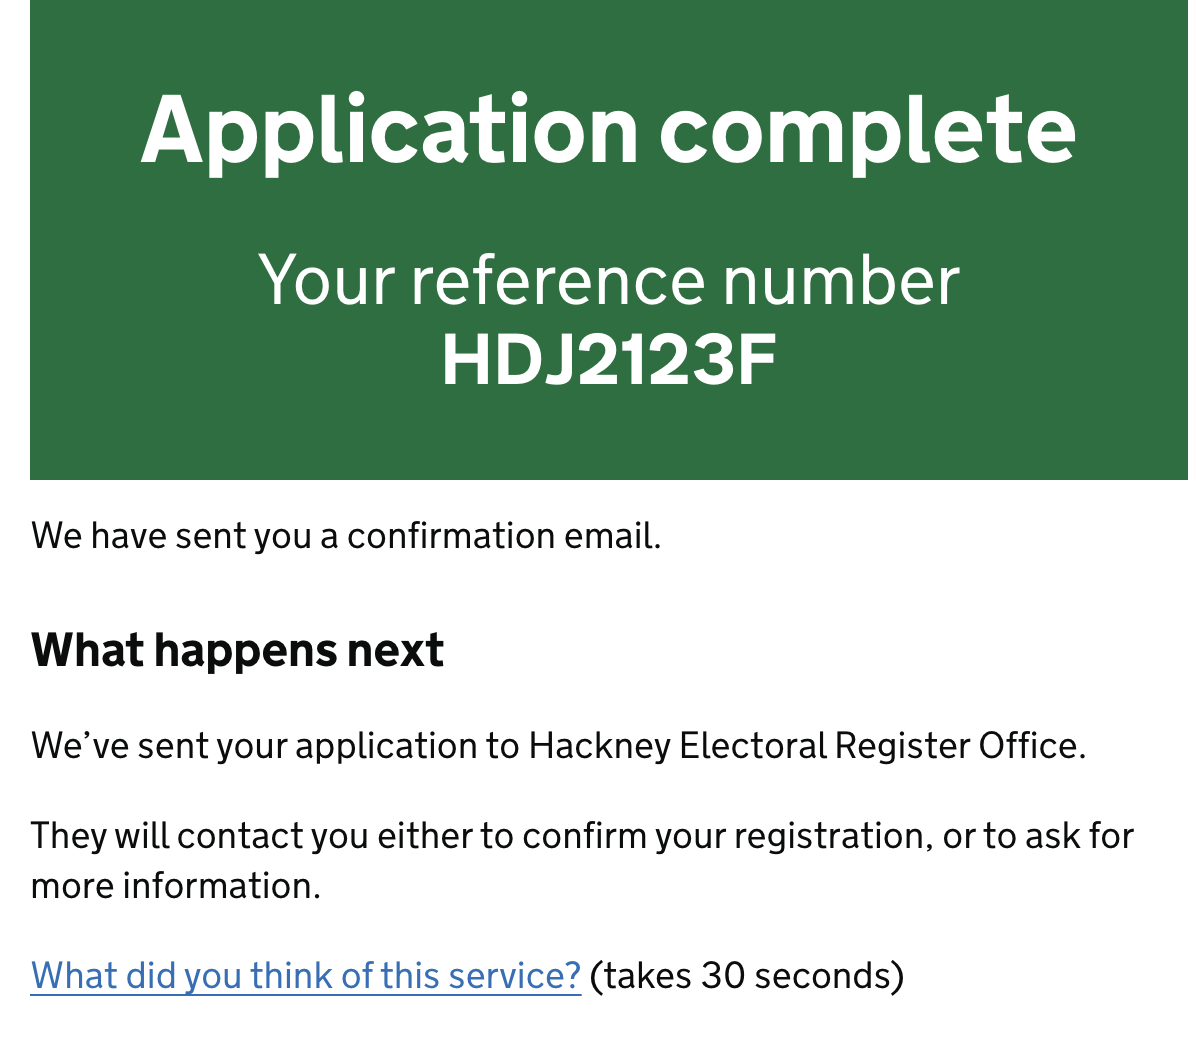 Application complete
Your reference number
HDJ2123F
We have sent you a confirmation email.
What happens next
We’ve sent your application to Hackney Electoral Register Office.
They will contact you either to confirm your registration, or to ask for
more information.
What did you think of this service? (takes 30 seconds)